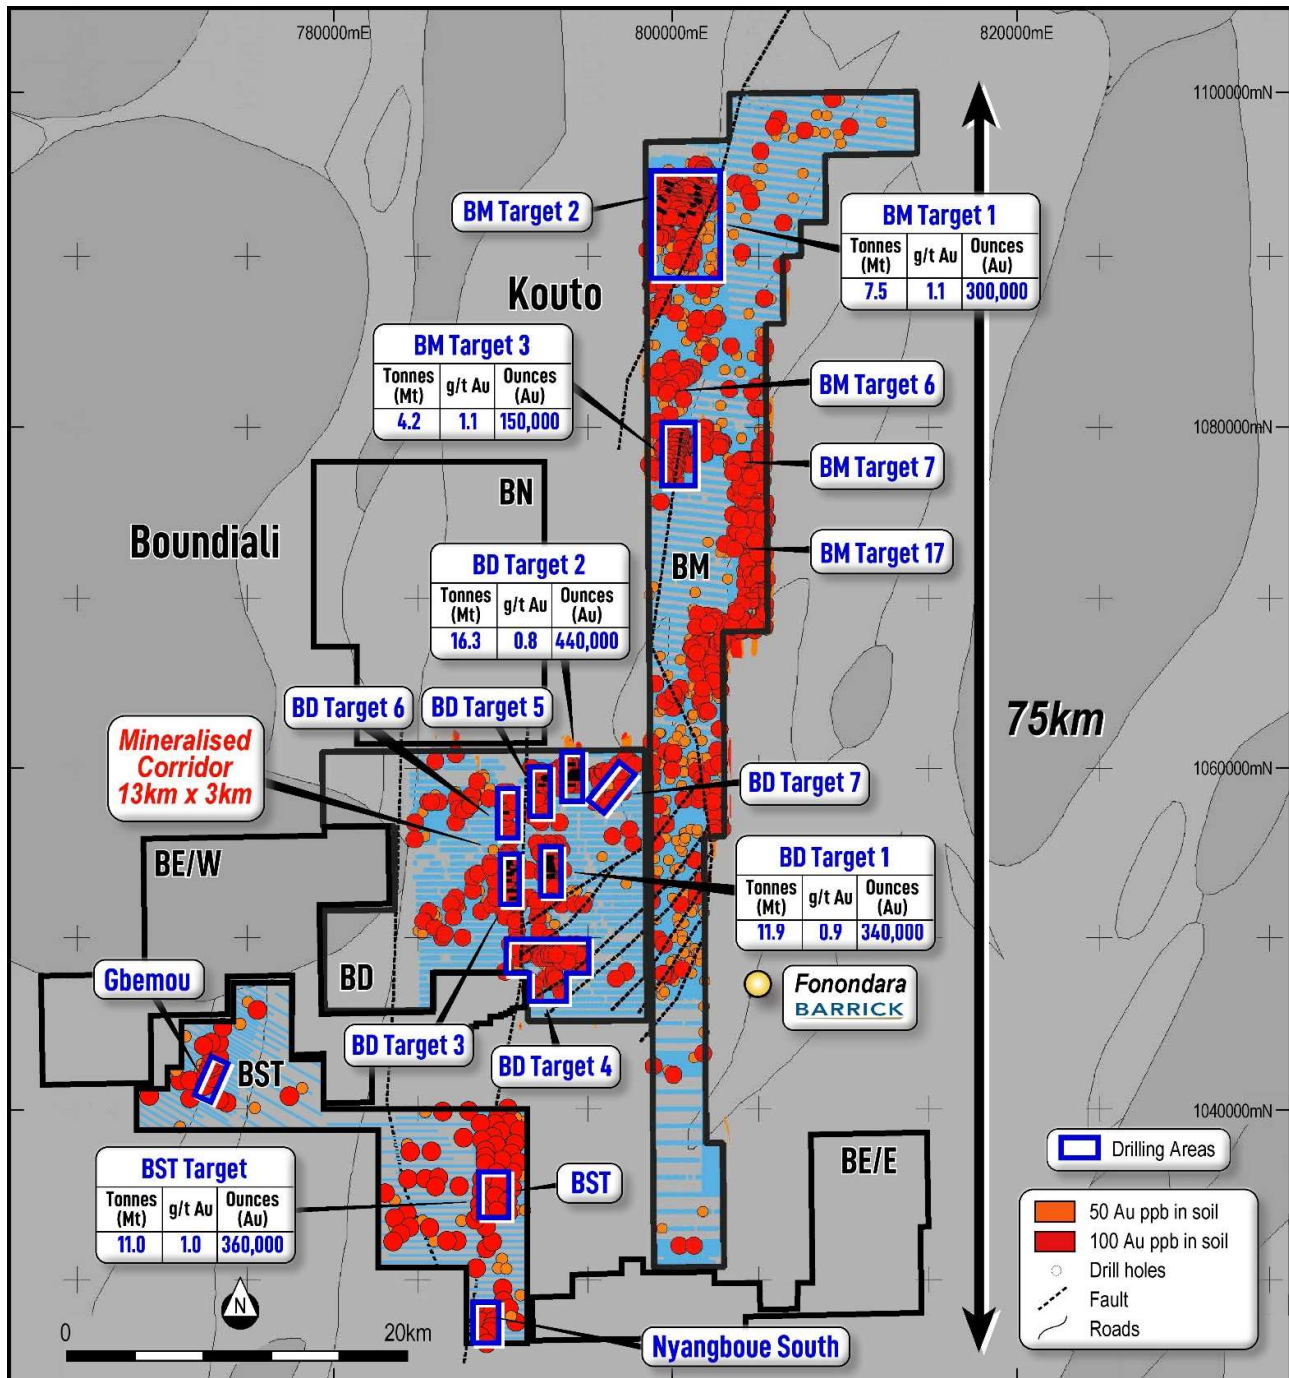 780000mE
800000mE
820000mE
1100000mN
BM Target 2
BM Target 1
Tonnes (Mt) g/t Au Ounces (Au)
7.5 1.1 300,000
Kouto
BM Target 3
Tonnes (Mt) g/t Au Ounces (Au)
4.2 1.1 150,000
BM Target 6
1080000mN
BM Target 7
BN
Boundiali
BM Target 17
BM
BD Target 2
Tonnes (Mt) g/t Au Ounces (Au)
16.3 0.8 440,000
BD Target 6
BD Target 5
75km
Mineralised
Corridor
13km x 3km
1060000mN
BD Target 7
BE/W
BD Target 1
Tonnes (Mt) g/t Au Ounces (Au)
11.9 0.9 340,000
Gbemou
BD
Fonondara
BARRICK
BD Target 3
BD Target 4
BST
1040000mN
BST Target
Tonnes (Mt) g/t Au Ounces (Au)
11.0 1.0 360,000
BST
BE/E
Drilling Areas
50 Au ppb in soil
100 Au ppb in soil
Drill holes
Fault
Roads
N
0 20km
Nyangboue South